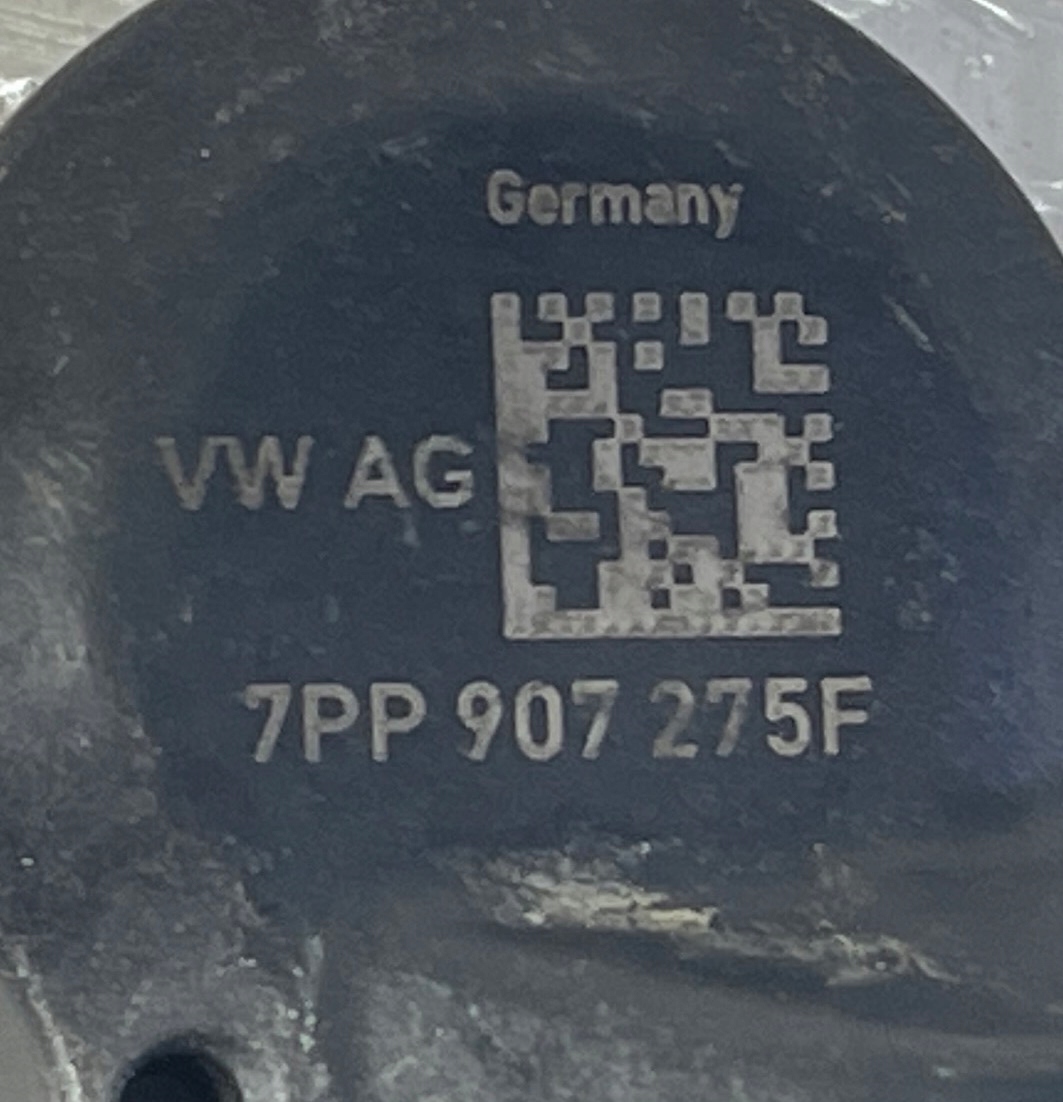 Germany
VW AG
7PP 907 275F